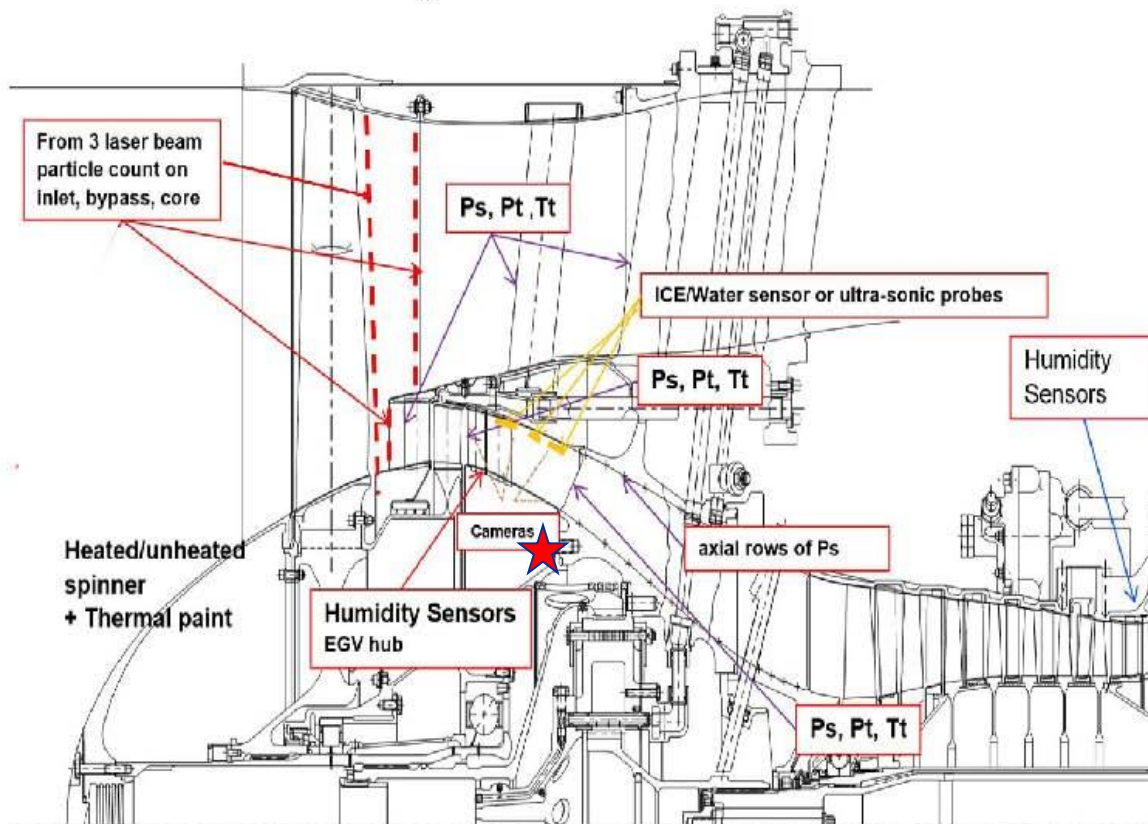 From 3 laser beam
particle count on
inlet, bypass, core
Ps, Pt ,Tt
ICE/Water sensor or ultra-sonic probes
Ps, Pt, Tt
Humidity
Sensors
Cameras
axial rows of Ps
Heated/unheated
spinner
+ Thermal paint
Humidity Sensors
EGV hub
Ps, Pt, Tt